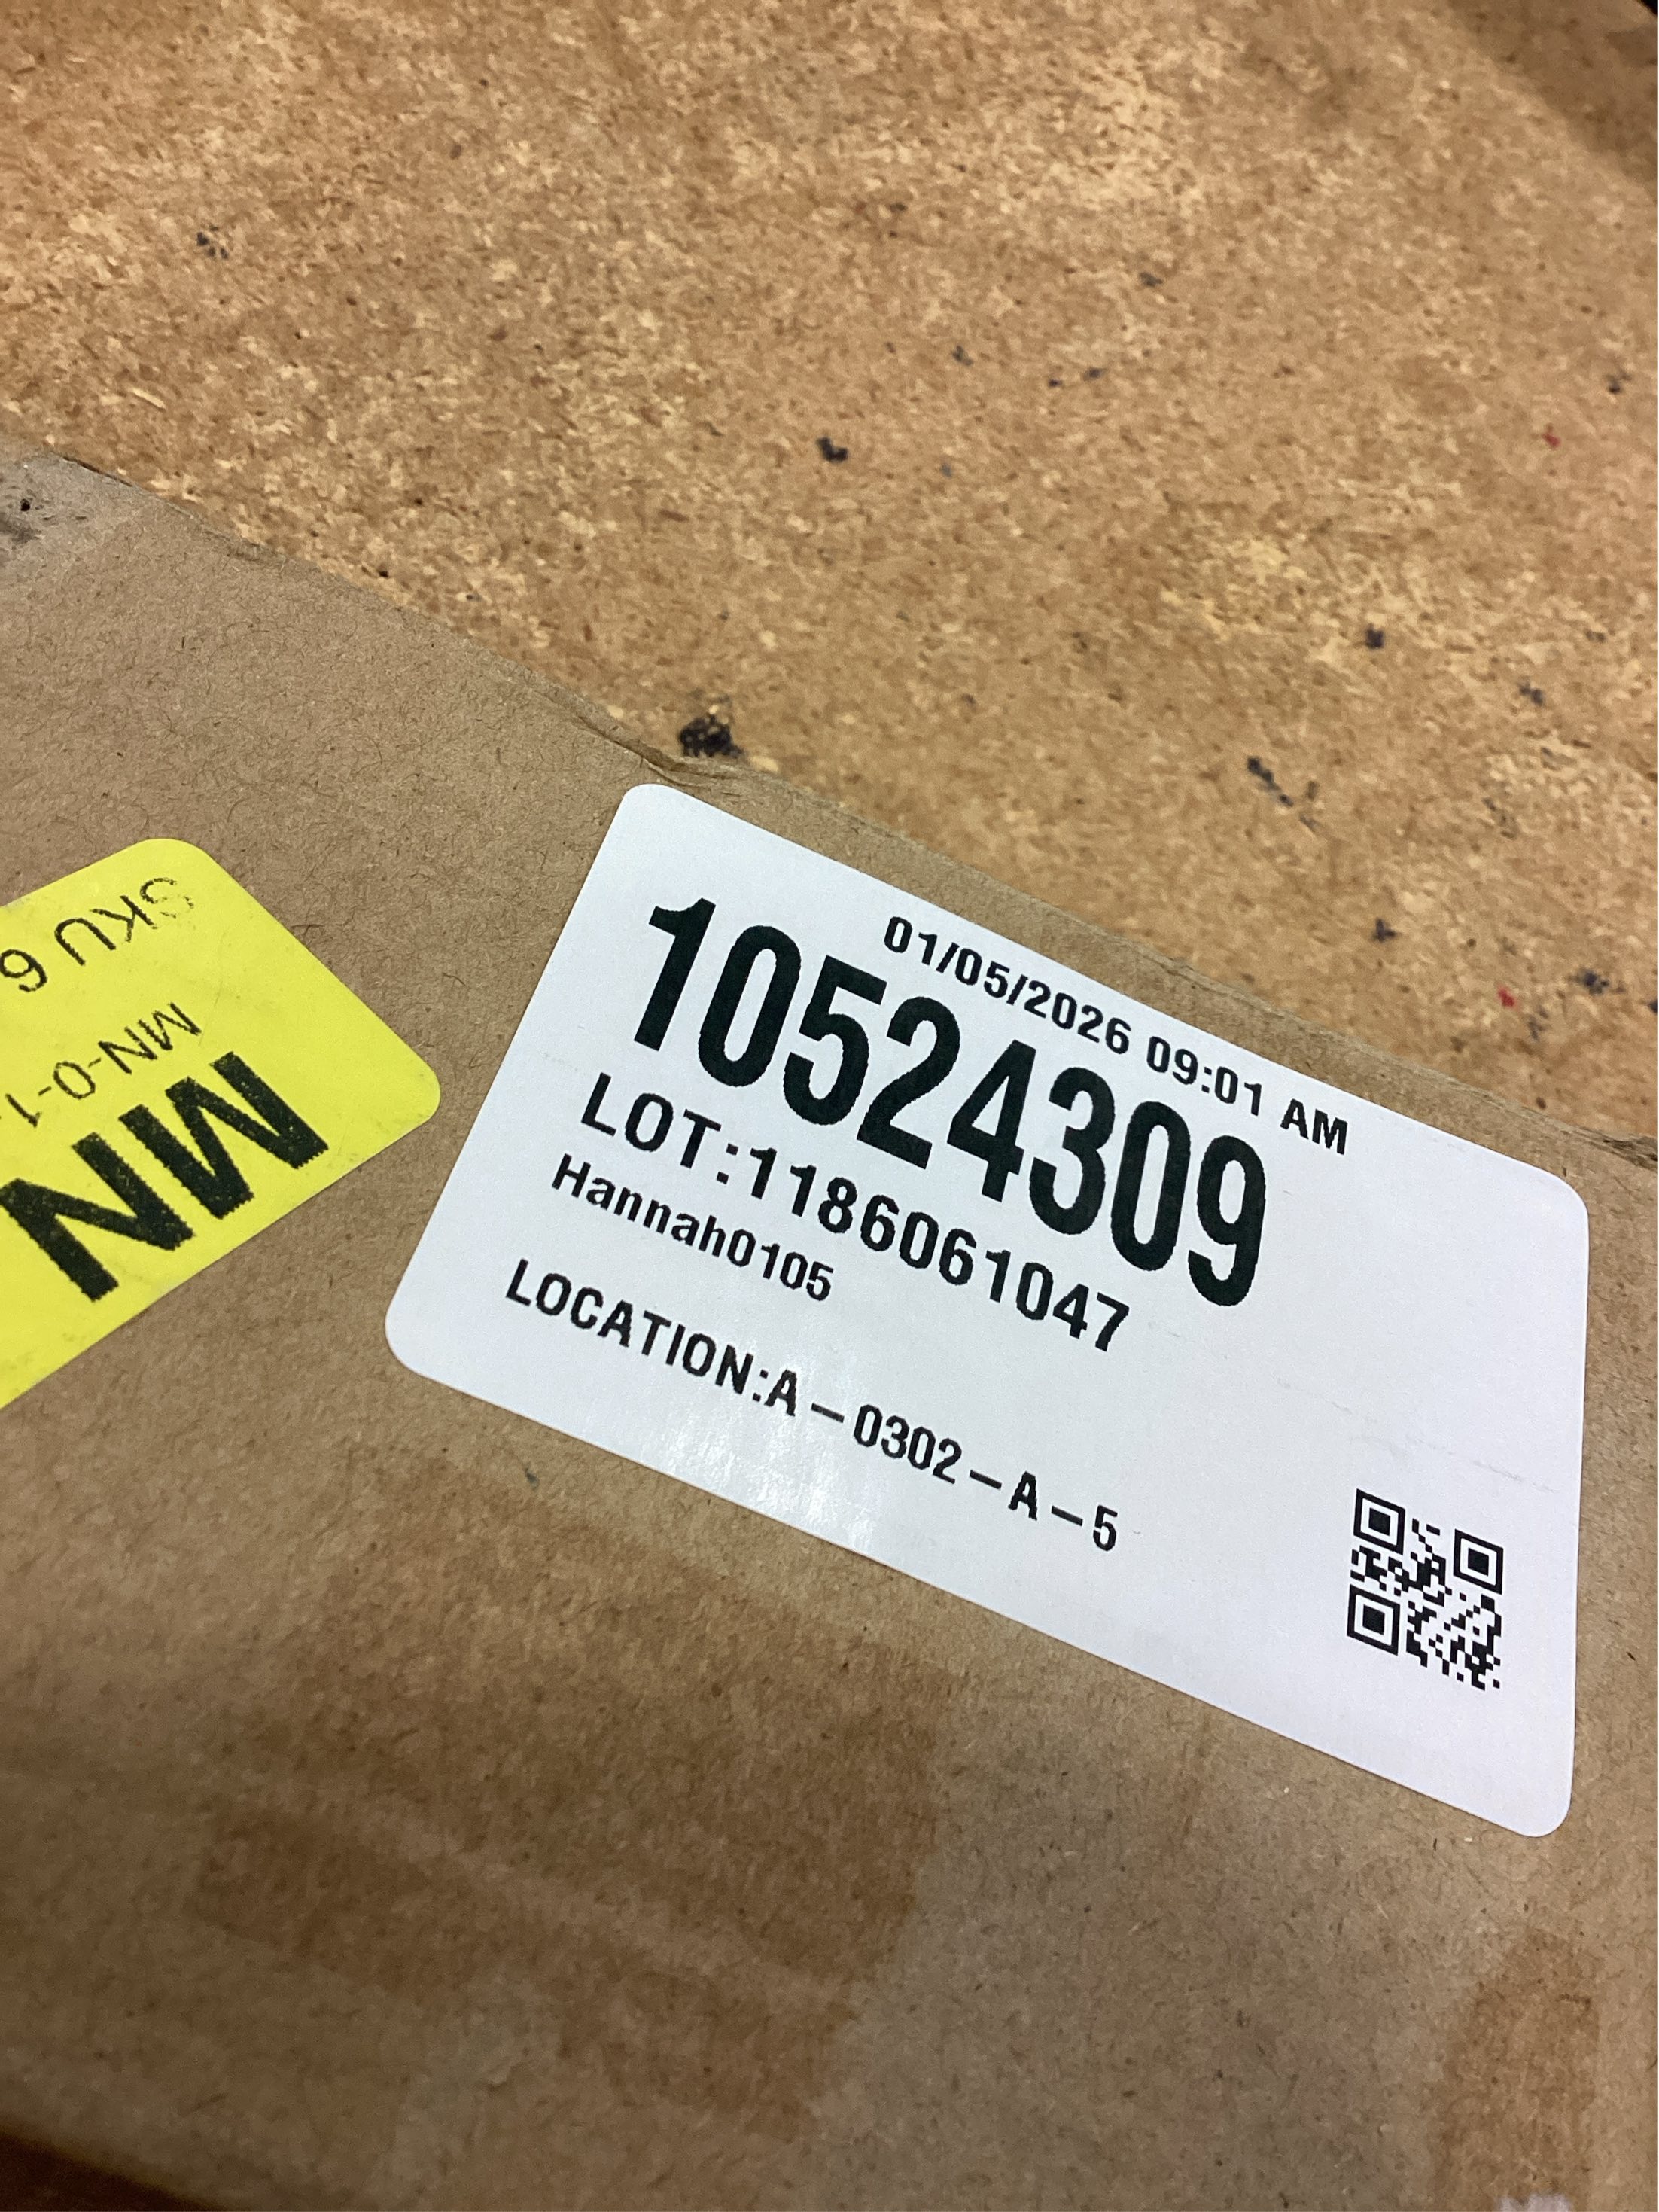 01/05/2026 09:01 AM
10524309
LOT:1186061047
Hannah0105
LOCATION:A-0302-A-5
MN
MN-0-1
SKU 6